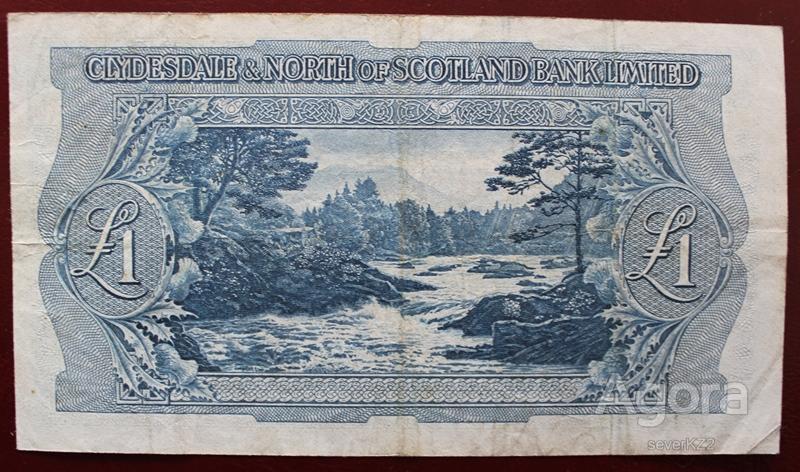 CLYDESDALE & NORTH OF SCOTLAND BANK LIMITED
£1 £1
Agora
severKZ2